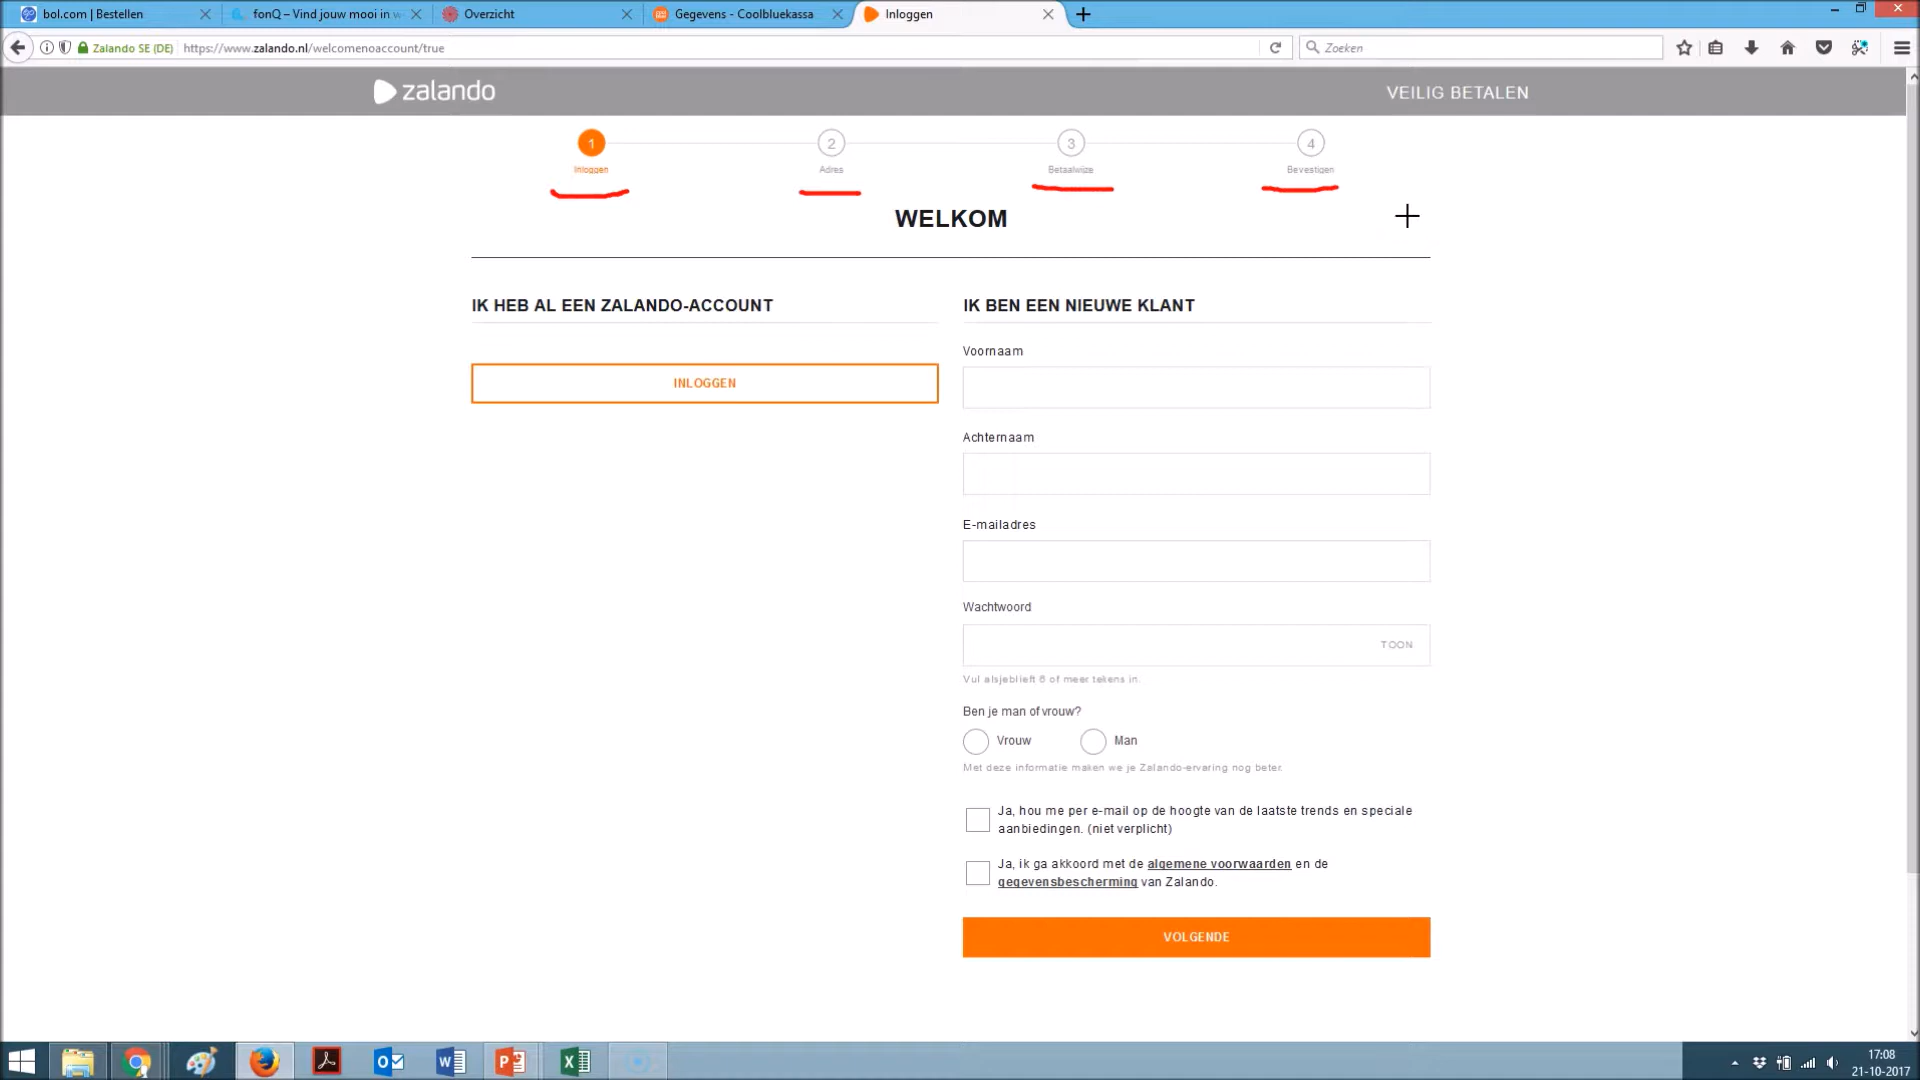 bol.com | Bestellen
fonQ – Vind jouw mooi in w
Overzicht
Gegevens - Coolbluekassa
Inloggen
Zalando SE (DE)
https://www.zalando.nl/welcomenoaccount/true
Zoeken
zalando
VEILIG BETALEN
1
2
3
4
Inloggen
Adres
Betaalwijze
Bevestigen
WELKOM
IK HEB AL EEN ZALANDO-ACCOUNT
INLOGGEN
IK BEN EEN NIEUWE KLANT
Voornaam
Achternaam
E-mailadres
Wachtwoord
TOON
Vul alsjeblieft 6 of meer tekens in.
Ben je man of vrouw?
Vrouw
Man
Met deze informatie maken we je Zalando-ervaring nog beter.
Ja, hou me per e-mail op de hoogte van de laatste trends en speciale
aanbiedingen. (niet verplicht)
Ja, ik ga akkoord met de algemene voorwaarden en de
gegevensbescherming van Zalando.
VOLGENDE
17:08
21-10-2017